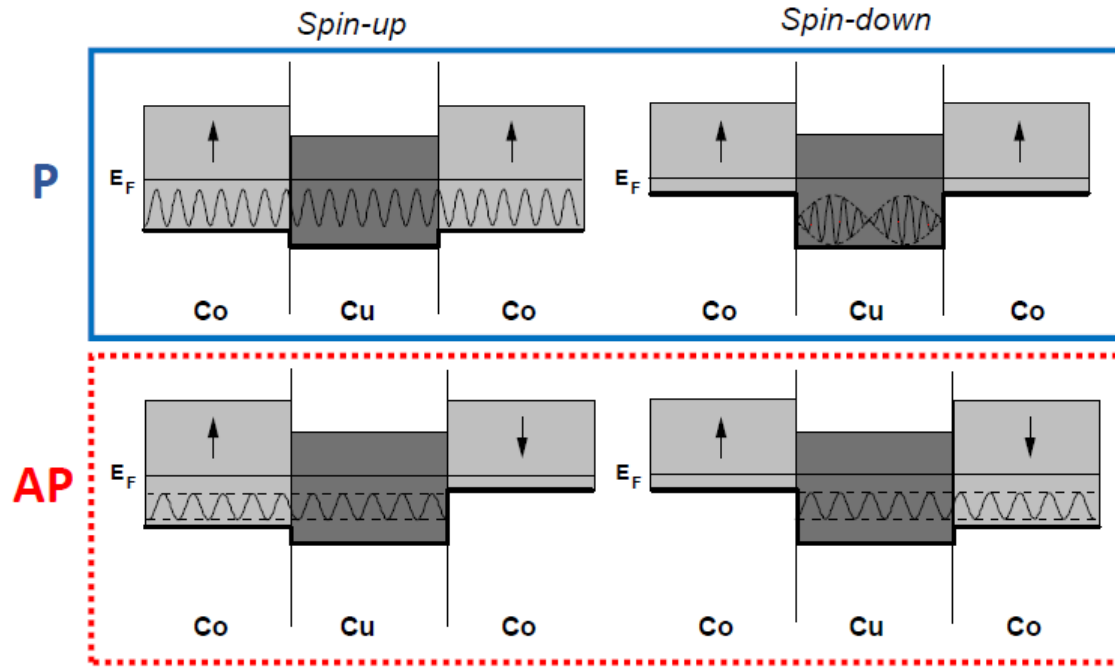 Spin-up Spin-down
P
E_F E_F
Co Cu Co Co Cu Co
AP
E_F E_F
Co Cu Co Co Cu Co